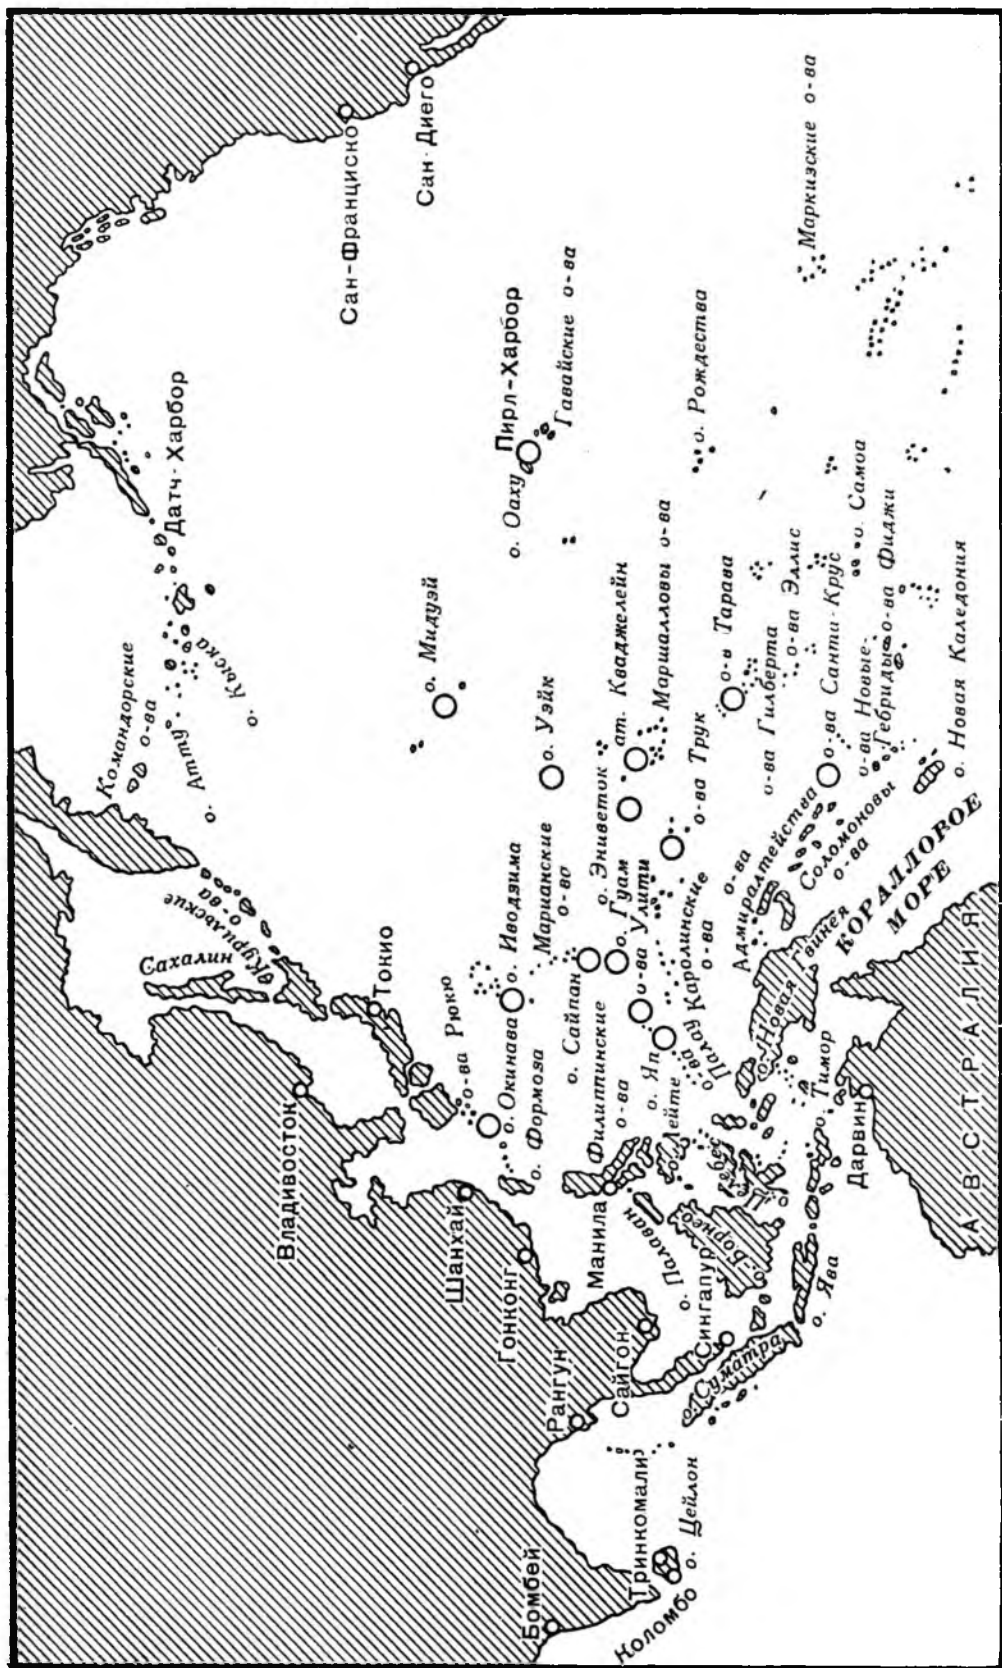 Командорские
о-ва
о. Атту
о. Кыска
Датч-Харбор
Сан-Франциско
Сан-Диего
Сахалин
Курильские
о-ва
Владивосток
Токио
о. Мидуэй
о. Оаху
Пирл-Харбор
Гавайские о-ва
Шанхай
о-ва Рюкю
о. Окинава
о. Иводзима
о. Уэйк
Гонконг
о. Формоза
Марианские
о-ва
о. Сайпан
о. Эниветок
ат. Кваджелейн
Маршалловы о-ва
о. Рождества
Маркизские о-ва
Бомбей
Рангун
Манила
Филиппинские
о-ва
о. Гуам
о-ва Улити
о. Яп
о-ва Трук
о-в Тарава
Сайгон
о. Палаван
о. Лейте
о-ва
Палау
Каролинские
о-ва
о-ва Гилберта
о-ва Эллис
Тринкомали
о. Цейлон
Коломбо
Сингапур
о. Борнео
о. Целебес
о-ва
Адмиралтейства
о-ва Санти-Крус
о. Самоа
о. Суматра
о. Новая Гвинея
Соломоновы
о-ва
о-ва Новые-
Гебриды
о-ва Фиджи
о. Ява
о. Тимор
Дарвин
КОРАЛЛОВОЕ
МОРЕ
о. Новая Каледония
АВСТРАЛИЯ